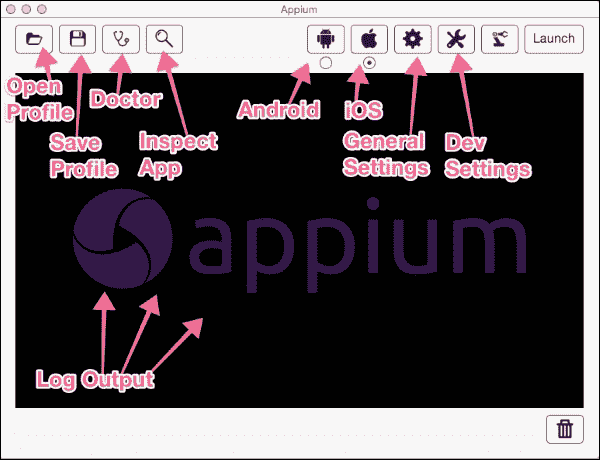 Appium
Launch
Open
Profile
Doctor
Android
iOS
Save
Profile
Inspect
App
General
Settings
Dev
Settings
appium
Log Output